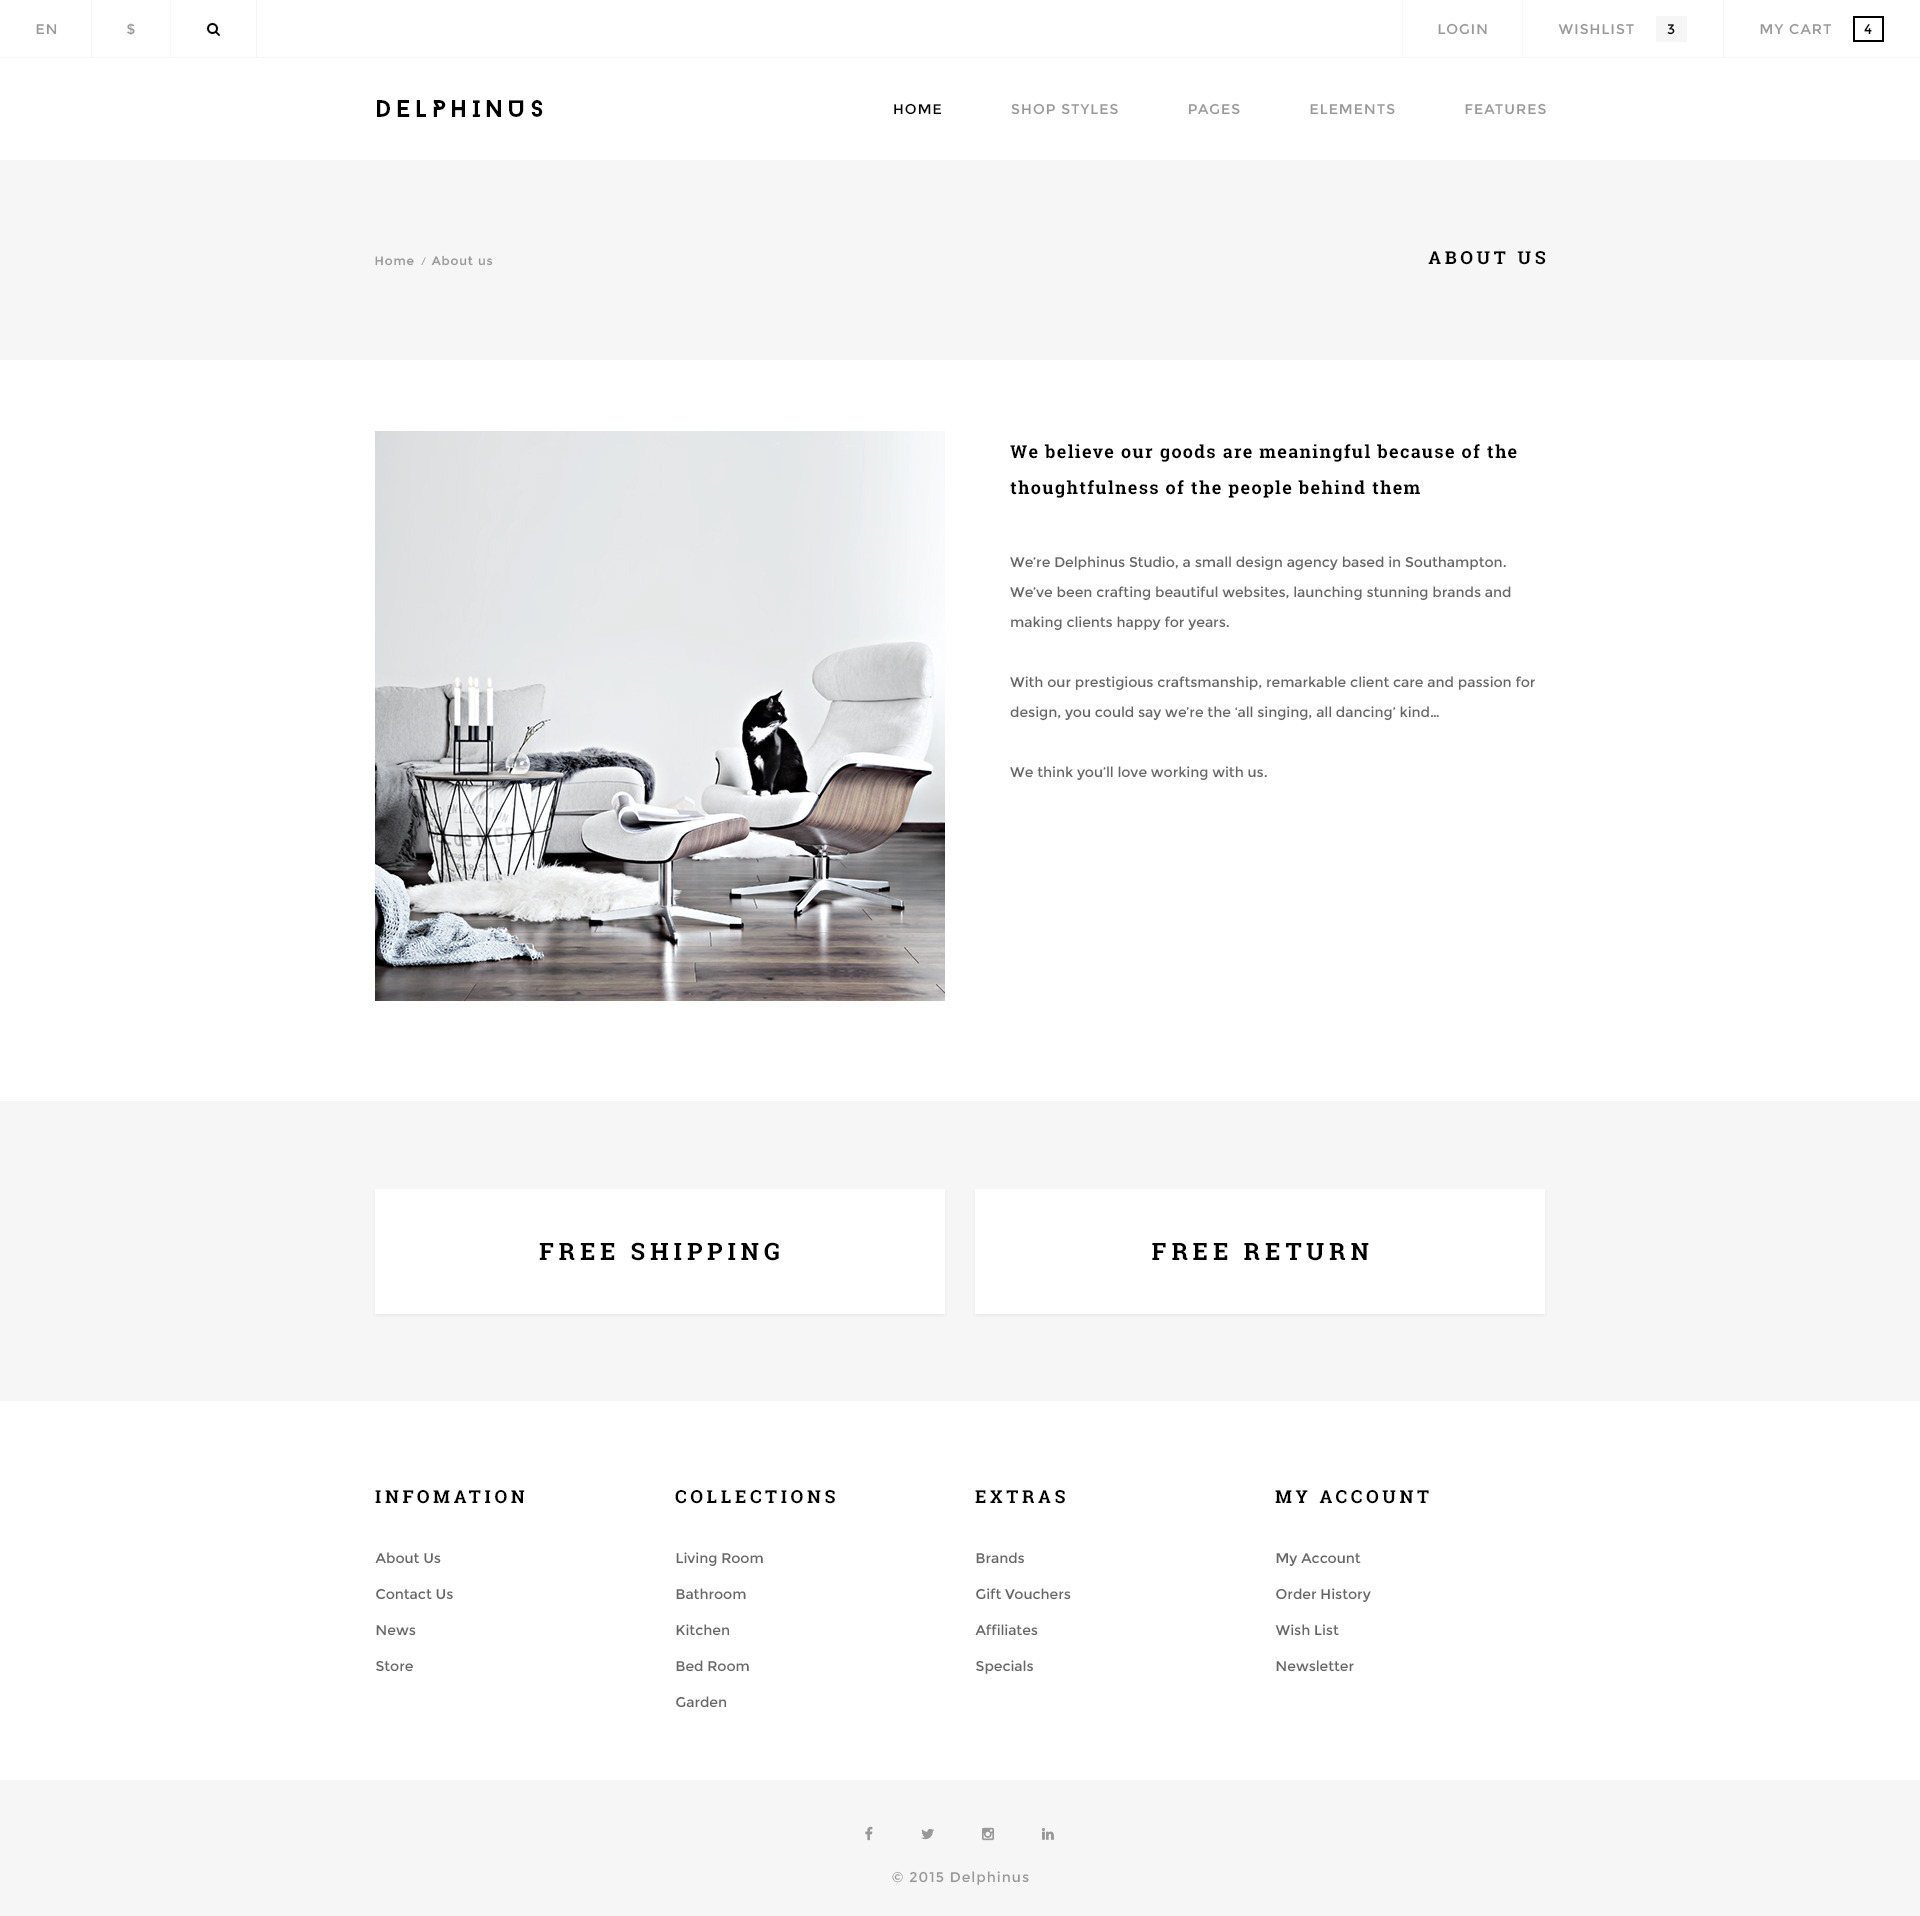 EN $ LOGIN WISHLIST 3 MY CART 4
DELPHINUS HOME SHOP STYLES PAGES ELEMENTS FEATURES
Home / About us
ABOUT US
We believe our goods are meaningful because of the
thoughtfulness of the people behind them
We’re Delphinus Studio, a small design agency based in Southampton.
We’ve been crafting beautiful websites, launching stunning brands and
making clients happy for years.
With our prestigious craftsmanship, remarkable client care and passion for
design, you could say we’re the ‘all singing, all dancing’ kind…
We think you’ll love working with us.
FREE SHIPPING
FREE RETURN
INFOMATION
About Us
Contact Us
News
Store
COLLECTIONS
Living Room
Bathroom
Kitchen
Bed Room
Garden
EXTRAS
Brands
Gift Vouchers
Affiliates
Specials
MY ACCOUNT
My Account
Order History
Wish List
Newsletter
© 2015 Delphinus